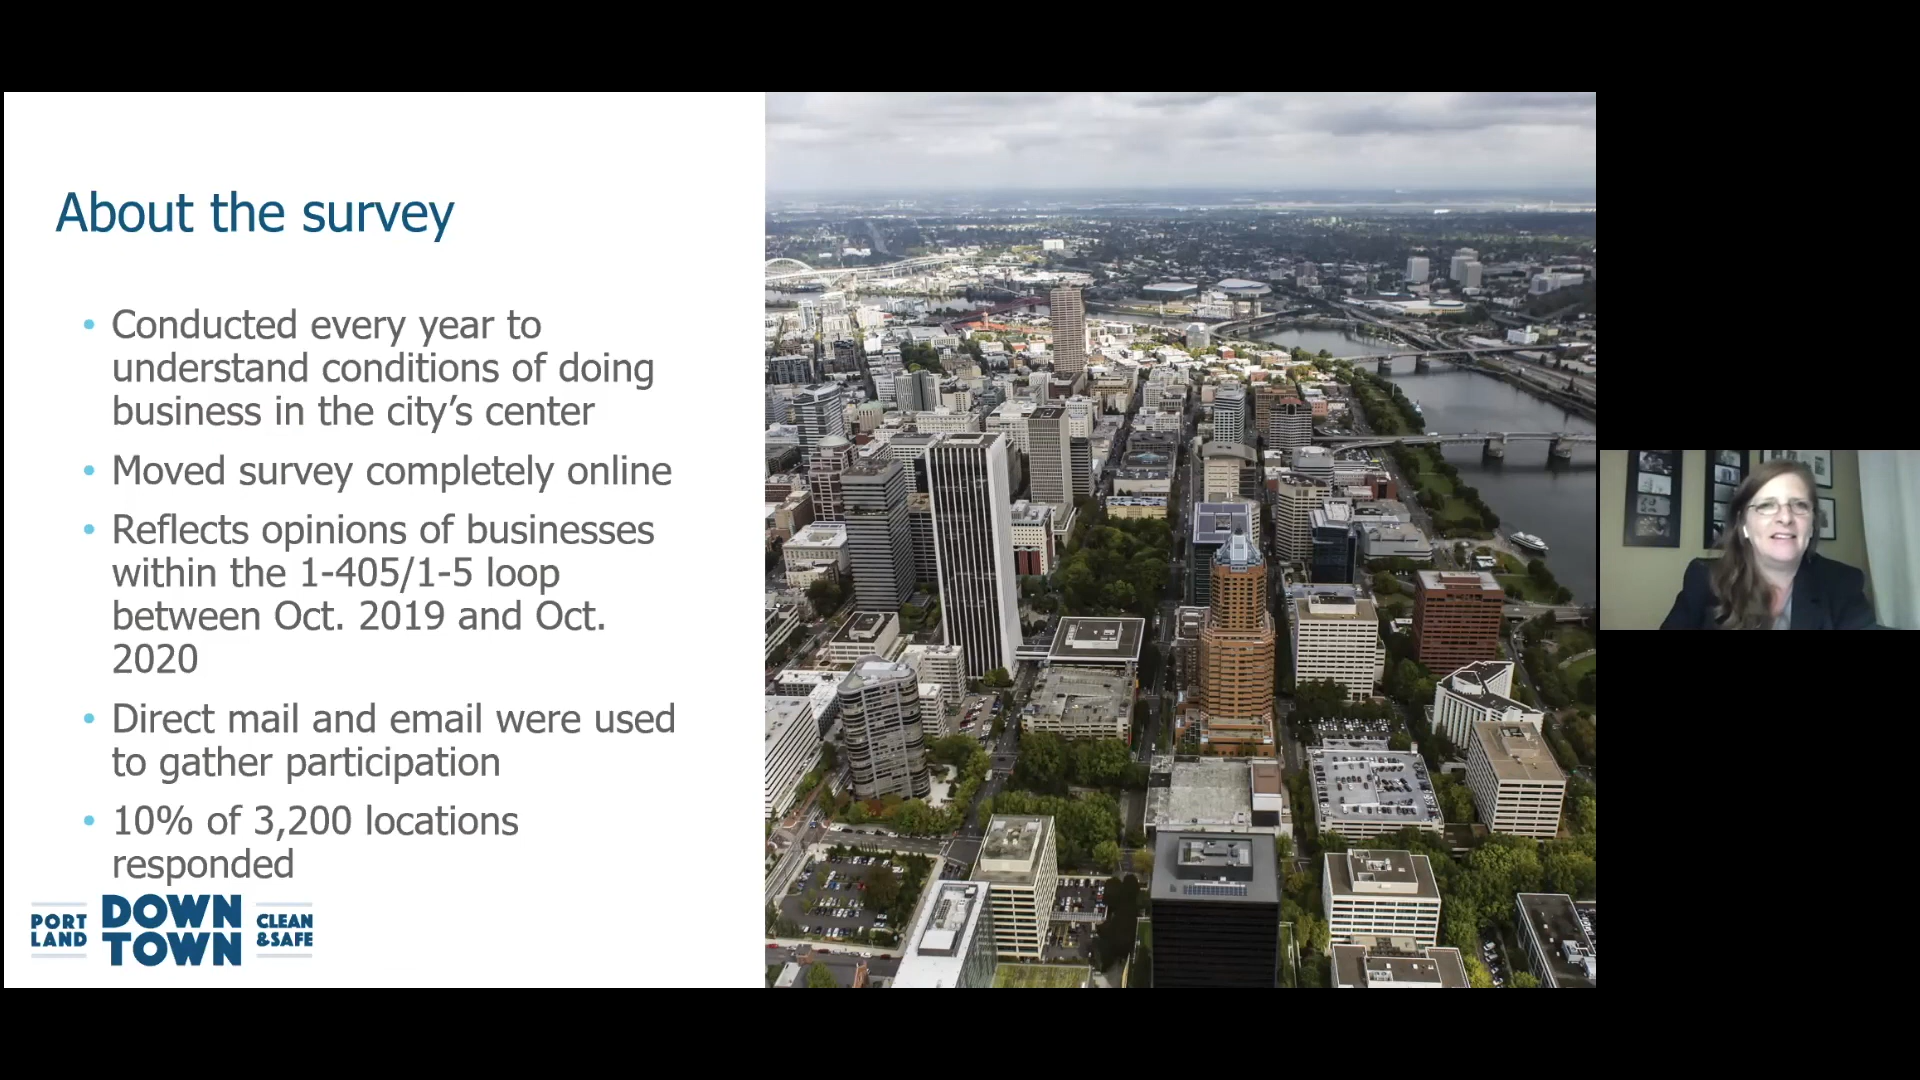 About the survey
• Conducted every year to
understand conditions of doing
business in the city’s center
• Moved survey completely online
• Reflects opinions of businesses
within the 1-405/1-5 loop
between Oct. 2019 and Oct.
2020
• Direct mail and email were used
to gather participation
• 10% of 3,200 locations
responded
PORT
LAND
DOWN
TOWN
CLEAN
&SAFE